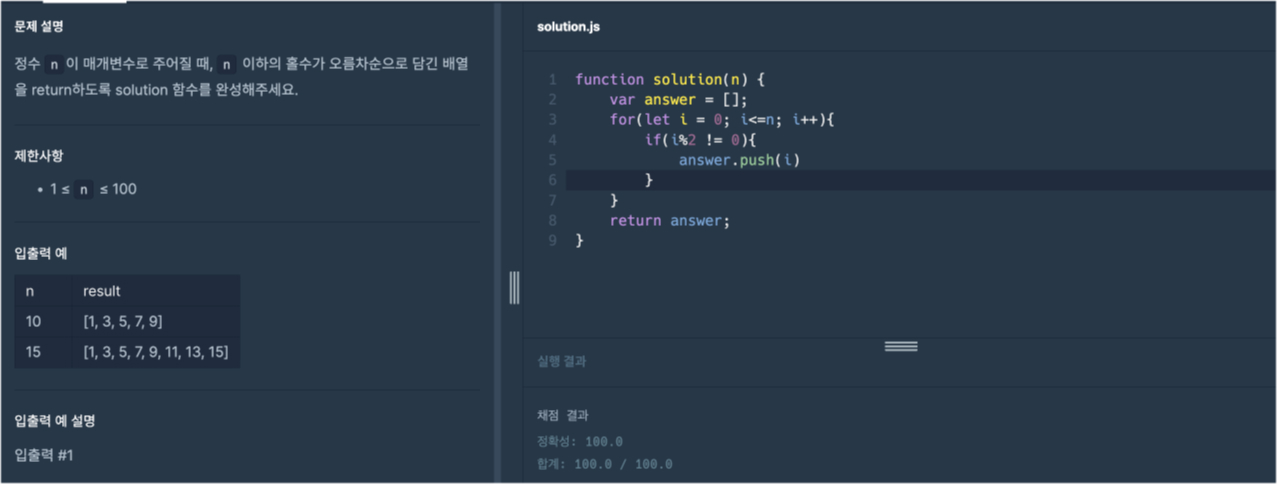 문제 설명
정수 n 이 매개변수로 주어질 때, n 이하의 홀수가 오름차순으로 담긴 배열
을 return하도록 solution 함수를 완성해주세요.
제한사항
• 1 ≤ n ≤ 100
입출력 예
n result
10 [1, 3, 5, 7, 9]
15 [1, 3, 5, 7, 9, 11, 13, 15]
입출력 예 설명
입출력 #1
solution.js
1 function solution(n) {
2 var answer = [];
3 for(let i = 0; i<=n; i++){
4 if(i%2 != 0){
5 answer.push(i)
6 }
7 }
8 return answer;
9 }
실행 결과
채점 결과
정확성: 100.0
합계: 100.0 / 100.0